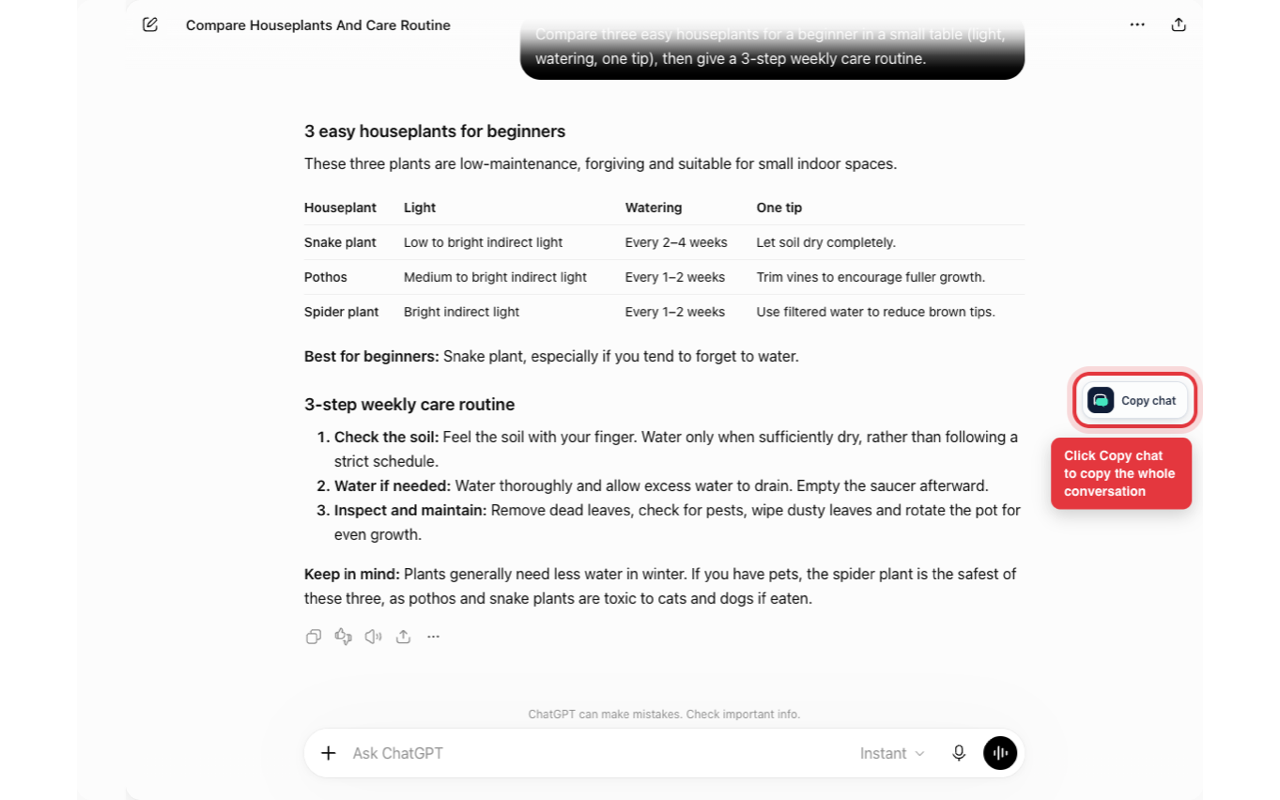 Compare Houseplants And Care Routine
Compare three easy houseplants for a beginner in a small table (light,
watering, one tip), then give a 3-step weekly care routine.
3 easy houseplants for beginners
These three plants are low-maintenance, forgiving and suitable for small indoor spaces.
Houseplant Light Watering One tip
Snake plant Low to bright indirect light Every 2–4 weeks Let soil dry completely.
Pothos Medium to bright indirect light Every 1–2 weeks Trim vines to encourage fuller growth.
Spider plant Bright indirect light Every 1–2 weeks Use filtered water to reduce brown tips.
Best for beginners: Snake plant, especially if you tend to forget to water.
3-step weekly care routine
1. Check the soil: Feel the soil with your finger. Water only when sufficiently dry, rather than following a
strict schedule.
2. Water if needed: Water thoroughly and allow excess water to drain. Empty the saucer afterward.
3. Inspect and maintain: Remove dead leaves, check for pests, wipe dusty leaves and rotate the pot for
even growth.
Keep in mind: Plants generally need less water in winter. If you have pets, the spider plant is the safest of
these three, as pothos and snake plants are toxic to cats and dogs if eaten.
Copy chat
Click Copy chat
to copy the whole
conversation
ChatGPT can make mistakes. Check important info.
Ask ChatGPT
Instant